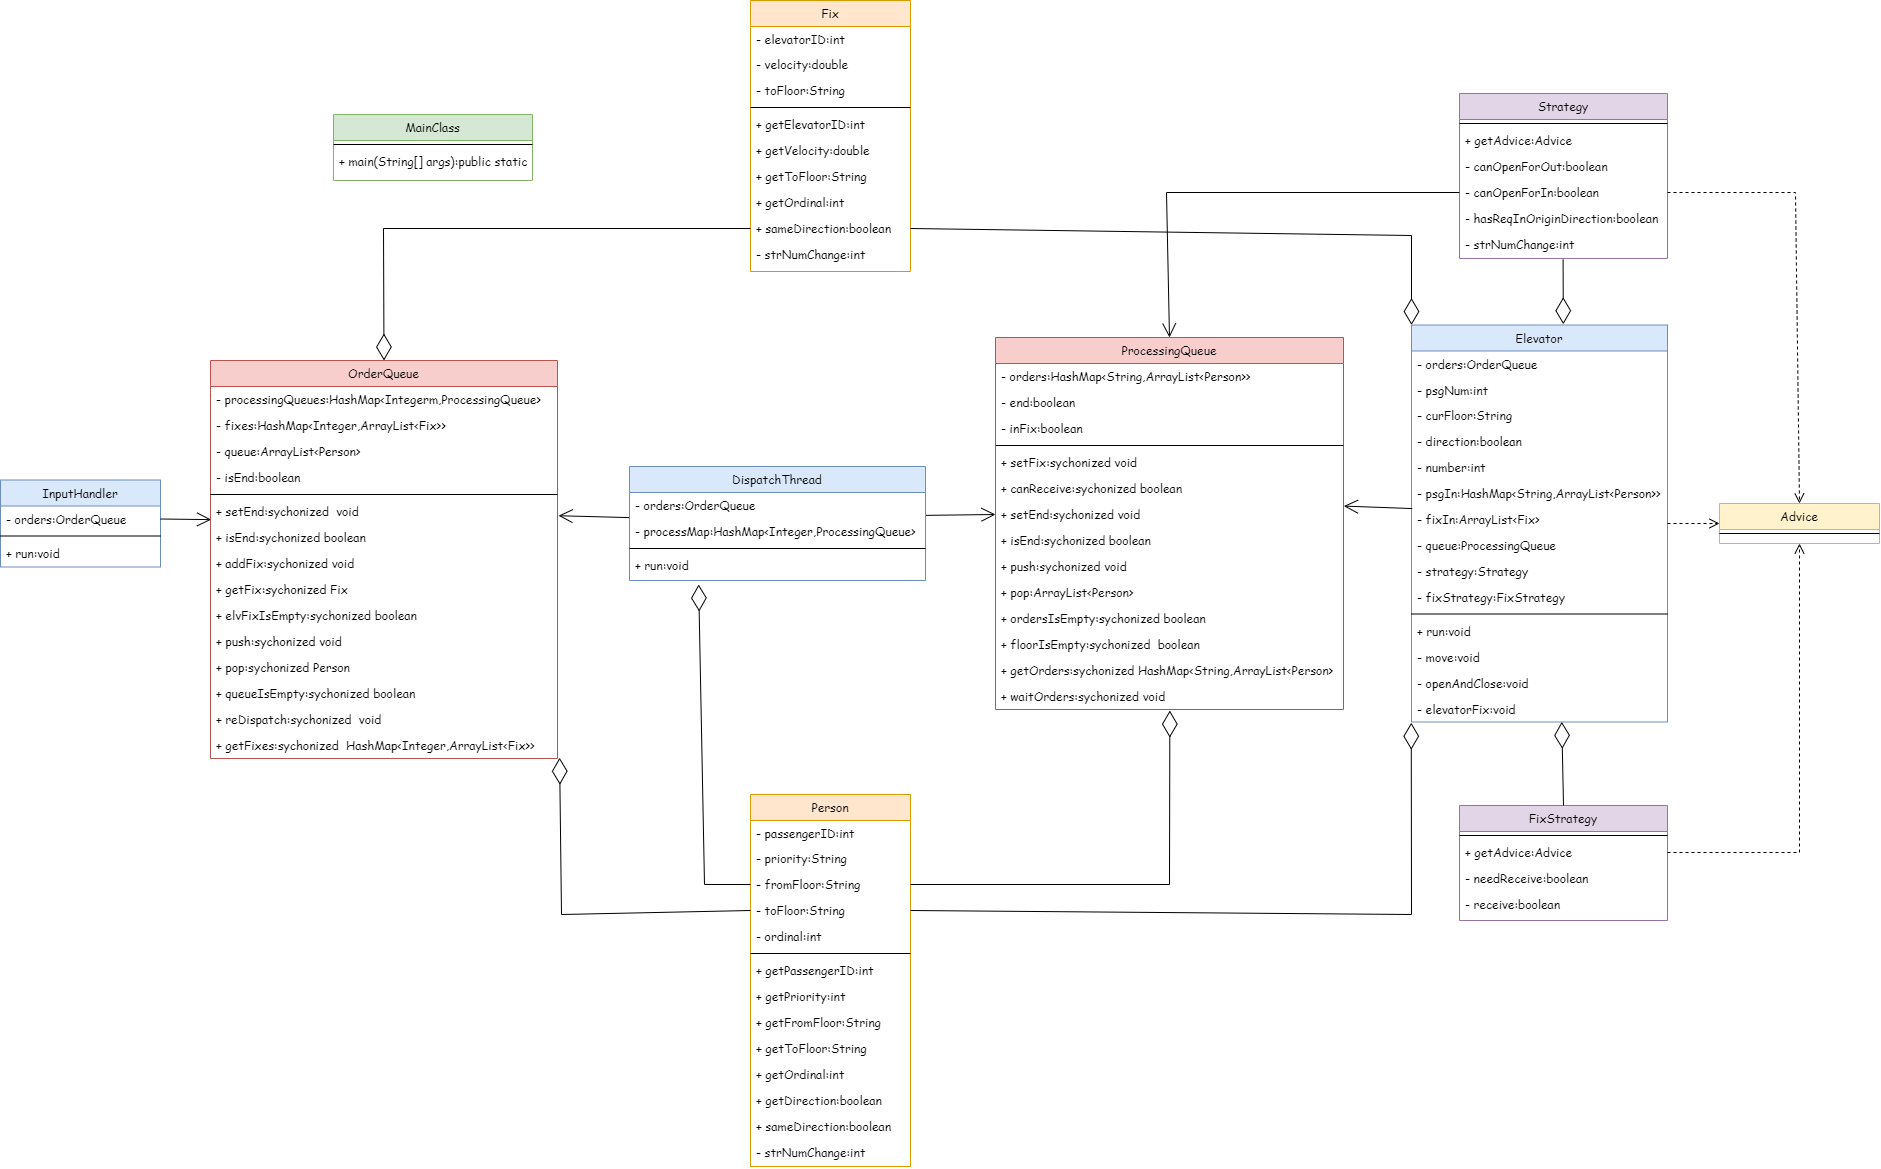 Fix
- elevatorID:int
- velocity:double
- toFloor:String
+ getElevatorID:int
+ getVelocity:double
+ getToFloor:String
+ getOrdinal:int
+ sameDirection:boolean
- strNumChange:int
MainClass
+ main(String[] args):public static
Strategy
+ getAdvice:Advice
- canOpenForOut:boolean
- canOpenForIn:boolean
- hasReqInOriginDirection:boolean
- strNumChange:int
OrderQueue
- processingQueues:HashMap<Integerm,ProcessingQueue>
- fixes:HashMap<Integer,ArrayList<Fix>>
- queue:ArrayList<Person>
- isEnd:boolean
+ setEnd:sychonized  void
+ isEnd:sychonized boolean
+ addFix:sychonized void
+ getFix:sychonized Fix
+ elvFixIsEmpty:sychonized boolean
+ push:sychonized void
+ pop:sychonized Person
+ queueIsEmpty:sychonized boolean
+ reDispatch:sychonized  void
+ getFixes:sychonized  HashMap<Integer,ArrayList<Fix>>
InputHandler
- orders:OrderQueue
+ run:void
DispatchThread
- orders:OrderQueue
- processMap:HashMap<Integer,ProcessingQueue>
+ run:void
ProcessingQueue
- orders:HashMap<String,ArrayList<Person>>
- end:boolean
- inFix:boolean
+ setFix:sychonized void
+ canReceive:sychonized boolean
+ setEnd:sychonized void
+ isEnd:sychonized boolean
+ push:sychonized void
+ pop:ArrayList<Person>
+ ordersIsEmpty:sychonized boolean
+ floorIsEmpty:sychonized  boolean
+ getOrders:sychonized HashMap<String,ArrayList<Person>
+ waitOrders:sychonized void
Elevator
- orders:OrderQueue
- psgNum:int
- curFloor:String
- direction:boolean
- number:int
- psgIn:HashMap<String,ArrayList<Person>>
- fixIn:ArrayList<Fix>
- queue:ProcessingQueue
- strategy:Strategy
- fixStrategy:FixStrategy
+ run:void
- move:void
- openAndClose:void
- elevatorFix:void
Advice
Person
- passengerID:int
- priority:String
- fromFloor:String
- toFloor:String
- ordinal:int
+ getPassengerID:int
+ getPriority:int
+ getFromFloor:String
+ getToFloor:String
+ getOrdinal:int
+ getDirection:boolean
+ sameDirection:boolean
- strNumChange:int
FixStrategy
+ getAdvice:Advice
- needReceive:boolean
- receive:boolean